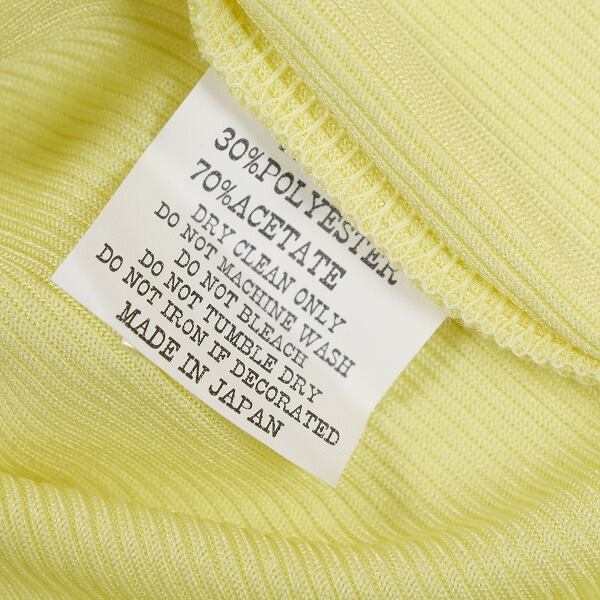 30%POLYESTER
70%ACETATE
DRY CLEAN ONLY
DO NOT MACHINE WASH
DO NOT BLEACH
DO NOT TUMBLE DRY
DO NOT IRON IF DECORATED
MADE IN JAPAN